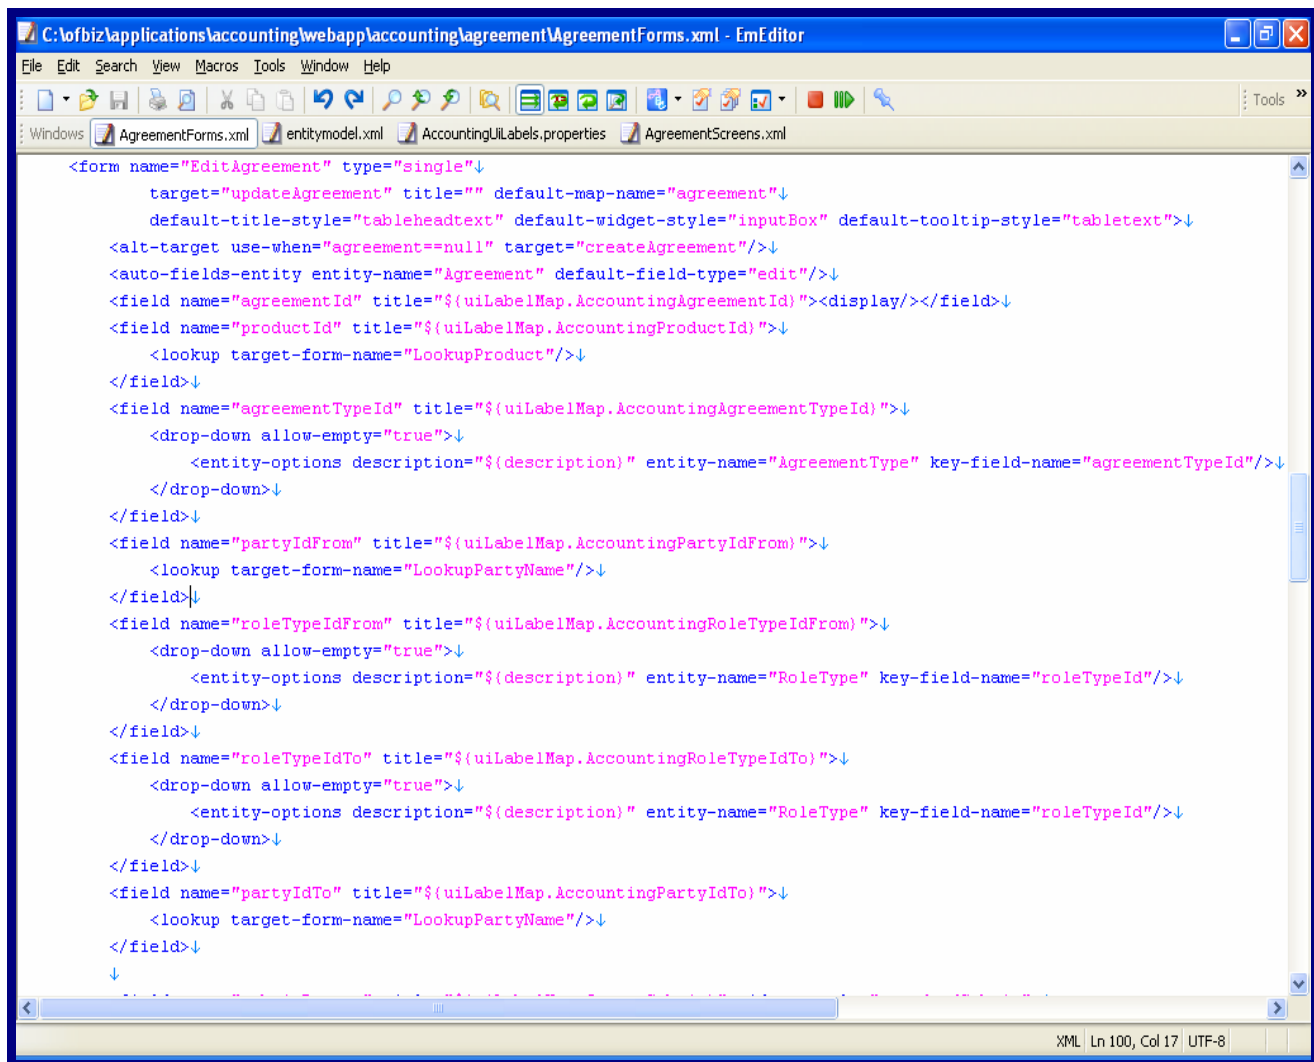 C:\ofbiz\applications\accounting\webapp\accounting\agreement\AgreementForms.xml - EmEditor
File Edit Search View Macros Tools Window Help
Tools »
Windows AgreementForms.xml entitymodel.xml AccountingUiLabels.properties AgreementScreens.xml
<form name="EditAgreement" type="single"↓
target="updateAgreement" title="" default-map-name="agreement"↓
default-title-style="tableheadtext" default-widget-style="inputBox" default-tooltip-style="tabletext">↓
<alt-target use-when="agreement==null" target="createAgreement"/>↓
<auto-fields-entity entity-name="Agreement" default-field-type="edit"/>↓
<field name="agreementId" title="${uiLabelMap.AccountingAgreementId}"><display/></field>↓
<field name="productId" title="${uiLabelMap.AccountingProductId}">↓
<lookup target-form-name="LookupProduct"/>↓
</field>↓
<field name="agreementTypeId" title="${uiLabelMap.AccountingAgreementTypeId}">↓
<drop-down allow-empty="true">↓
<entity-options description="${description}" entity-name="AgreementType" key-field-name="agreementTypeId"/>↓
</drop-down>↓
</field>↓
<field name="partyIdFrom" title="${uiLabelMap.AccountingPartyIdFrom}">↓
<lookup target-form-name="LookupPartyName"/>↓
</field>↓
<field name="roleTypeIdFrom" title="${uiLabelMap.AccountingRoleTypeIdFrom}">↓
<drop-down allow-empty="true">↓
<entity-options description="${description}" entity-name="RoleType" key-field-name="roleTypeId"/>↓
</drop-down>↓
</field>↓
<field name="roleTypeIdTo" title="${uiLabelMap.AccountingRoleTypeIdTo}">↓
<drop-down allow-empty="true">↓
<entity-options description="${description}" entity-name="RoleType" key-field-name="roleTypeId"/>↓
</drop-down>↓
</field>↓
<field name="partyIdTo" title="${uiLabelMap.AccountingPartyIdTo}">↓
<lookup target-form-name="LookupPartyName"/>↓
</field>↓
↓
XML Ln 100, Col 17 UTF-8